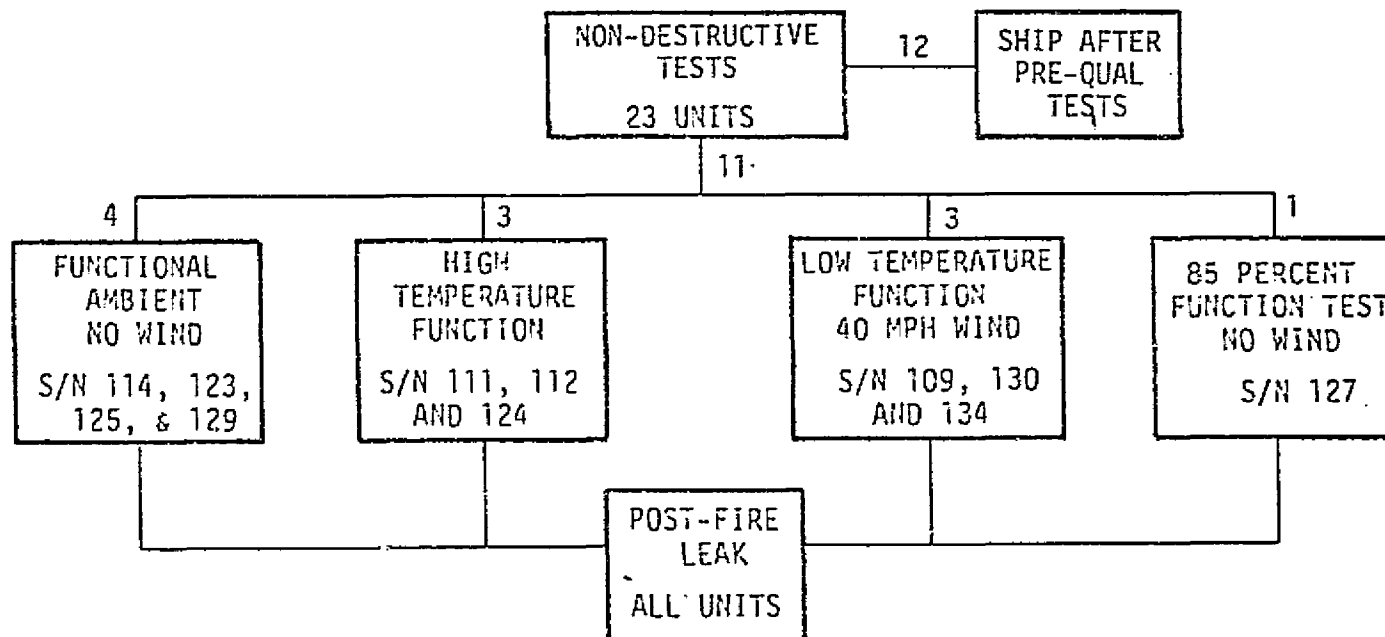 NON-DESTRUCTIVE
TESTS
23 UNITS
12
SHIP AFTER
PRE-QUAL
TESTS
11
4
3
3
1
FUNCTIONAL
AMBIENT
NO WIND
S/N 114, 123,
125, & 129
HIGH
TEMPERATURE
FUNCTION
S/N 111, 112
AND 124
LOW TEMPERATURE
FUNCTION
40 MPH WIND
S/N 109, 130
AND 134
85 PERCENT
FUNCTION TEST
NO WIND
S/N 127
POST-FIRE
LEAK
ALL UNITS